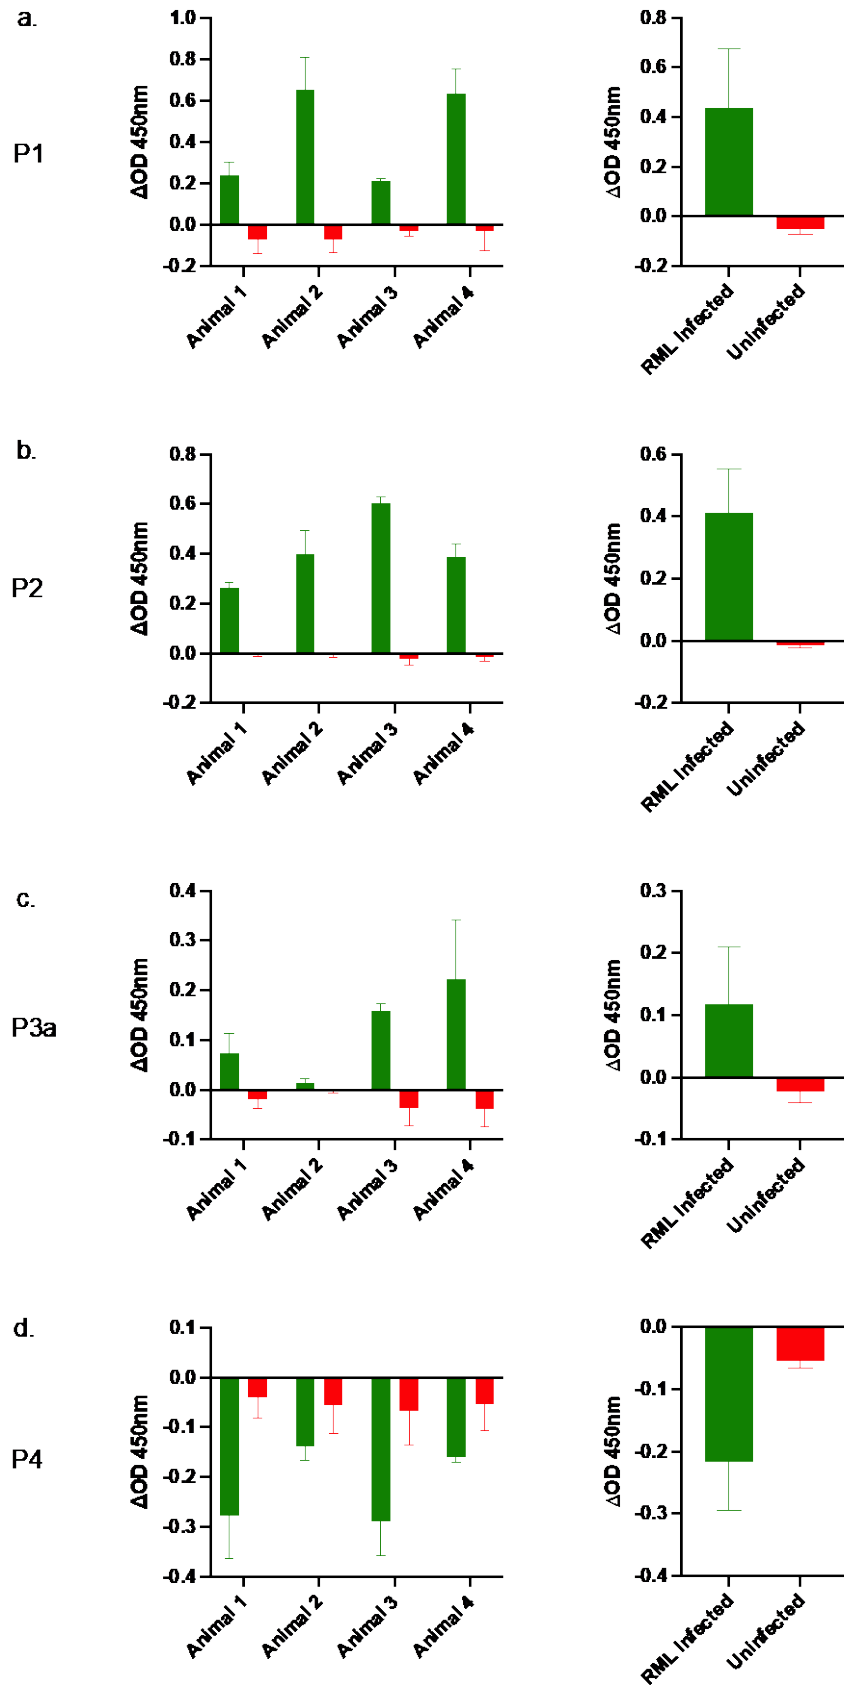 a.
P1
ΔOD 450nm
1.0
0.8
0.6
0.4
0.2
0.0
-0.2
Animal 1
Animal 2
Animal 3
Animal 4
ΔOD 450nm
0.8
0.6
0.4
0.2
0.0
-0.2
RML Infected
Uninfected
b.
P2
ΔOD 450nm
0.8
0.6
0.4
0.2
0.0
-0.2
Animal 1
Animal 2
Animal 3
Animal 4
ΔOD 450nm
0.6
0.4
0.2
0.0
-0.2
RML Infected
Uninfected
c.
P3a
ΔOD 450nm
0.4
0.3
0.2
0.1
0.0
-0.1
Animal 1
Animal 2
Animal 3
Animal 4
ΔOD 450nm
0.3
0.2
0.1
0.0
-0.1
RML Infected
Uninfected
d.
P4
ΔOD 450nm
0.1
0.0
-0.1
-0.2
-0.3
-0.4
Animal 1
Animal 2
Animal 3
Animal 4
ΔOD 450nm
0.0
-0.1
-0.2
-0.3
-0.4
RML Infected
Uninfected